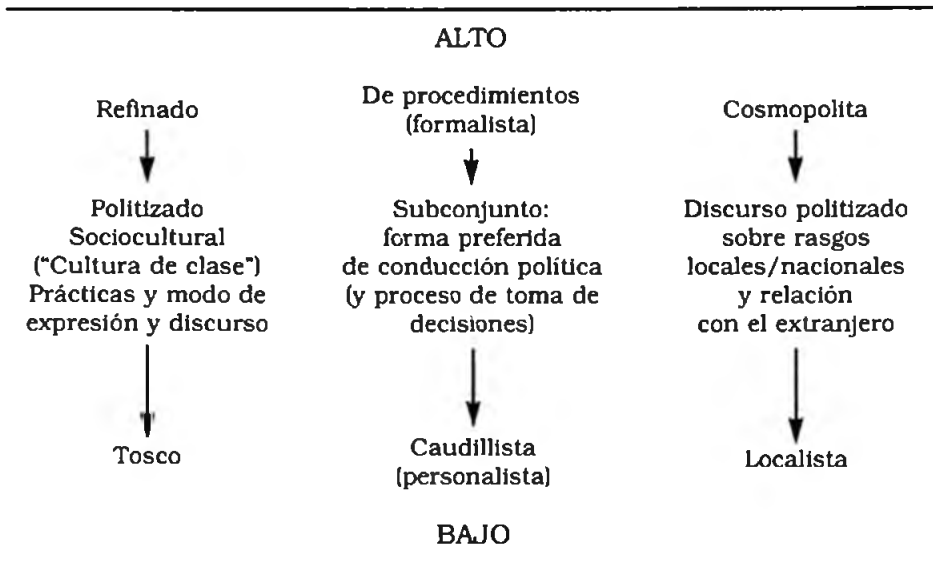 ALTO
Refinado
Politizado
Sociocultural
("Cultura de clase")
Prácticas y modo de
expresión y discurso
Tosco
De procedimientos
(formalista)
Subconjunto:
forma preferida
de conducción política
(y proceso de toma de
decisiones)
Caudillista
(personalista)
Cosmopolita
Discurso politizado
sobre rasgos
locales/nacionales
y relación
con el extranjero
Localista
BAJO